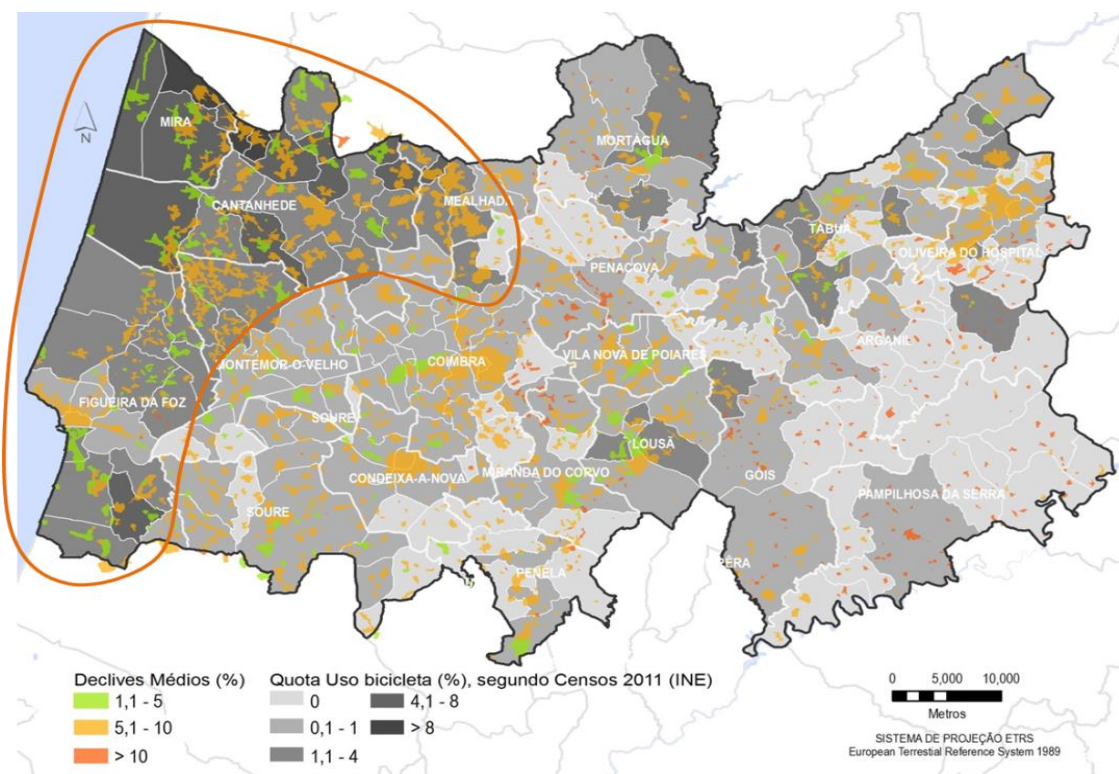 N
MIRA
MORTÁGUA
CANTANHEDE
MEALHADA
TÁBUA
OLIVEIRA DO HOSPITAL
PENACOVA
ARGANIL
COIMBRA
VILA NOVA DE POIARES
MONTEMOR-O-VELHO
FIGUEIRA DA FOZ
SOURE
LOUSÃ
CONDEIXA-A-NOVA
MIRANDA DO CORVO
GOIS
PAMPILHOSA DA SERRA
SOURE
PENELA
PÊRA
Declives Médios (%)
1,1 - 5
5,1 - 10
> 10
Quota Uso bicicleta (%), segundo Censos 2011 (INE)
0
0,1 - 1
1,1 - 4
4,1 - 8
> 8
0 5,000 10,000
Metros
SISTEMA DE PROJEÇÃO ETRS
European Terrestial Reference System 1989